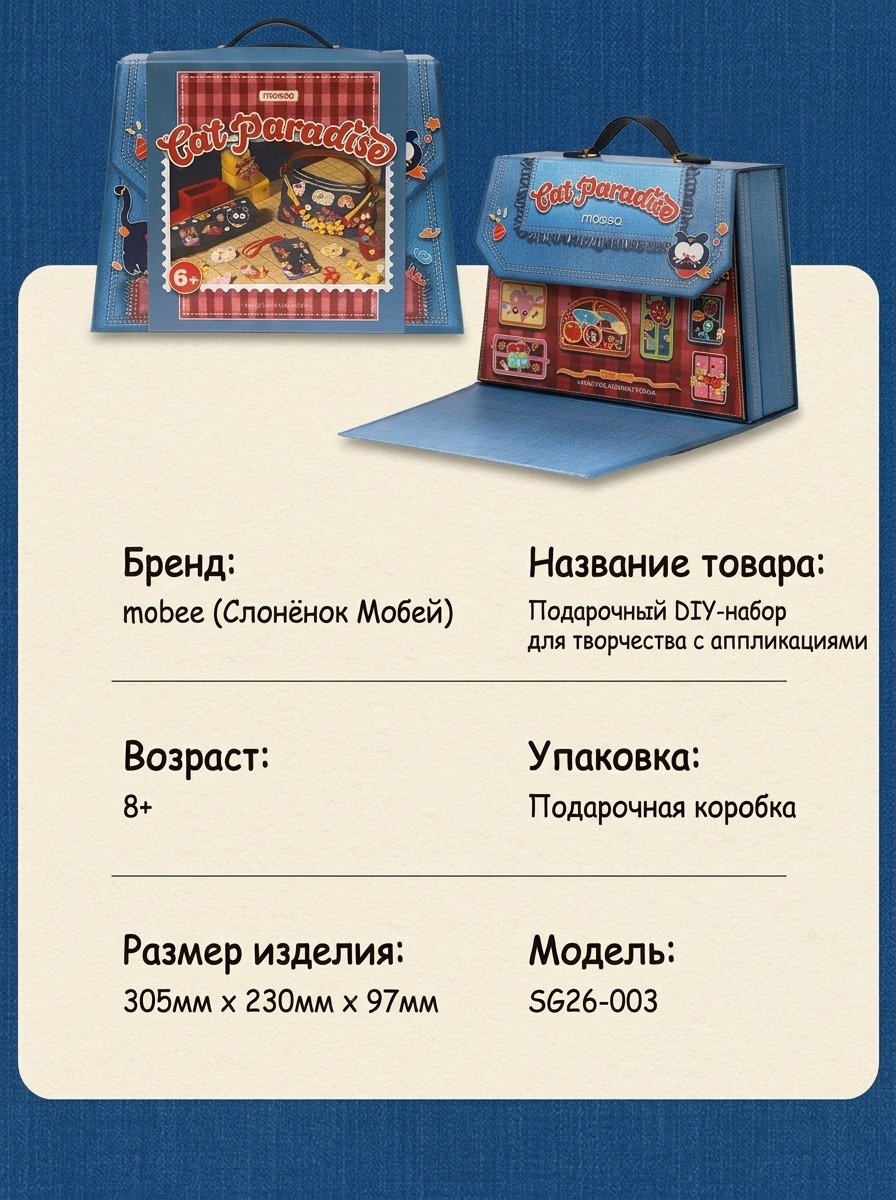 Cat Paradise
6+
Cat Paradise
Бренд:
mobee (Слонёнок Мобей)
Название товара:
Подарочный DIY-набор
для творчества с аппликациями
Возраст:
8+
Упаковка:
Подарочная коробка
Размер изделия:
305мм x 230мм x 97мм
Модель:
SG26-003